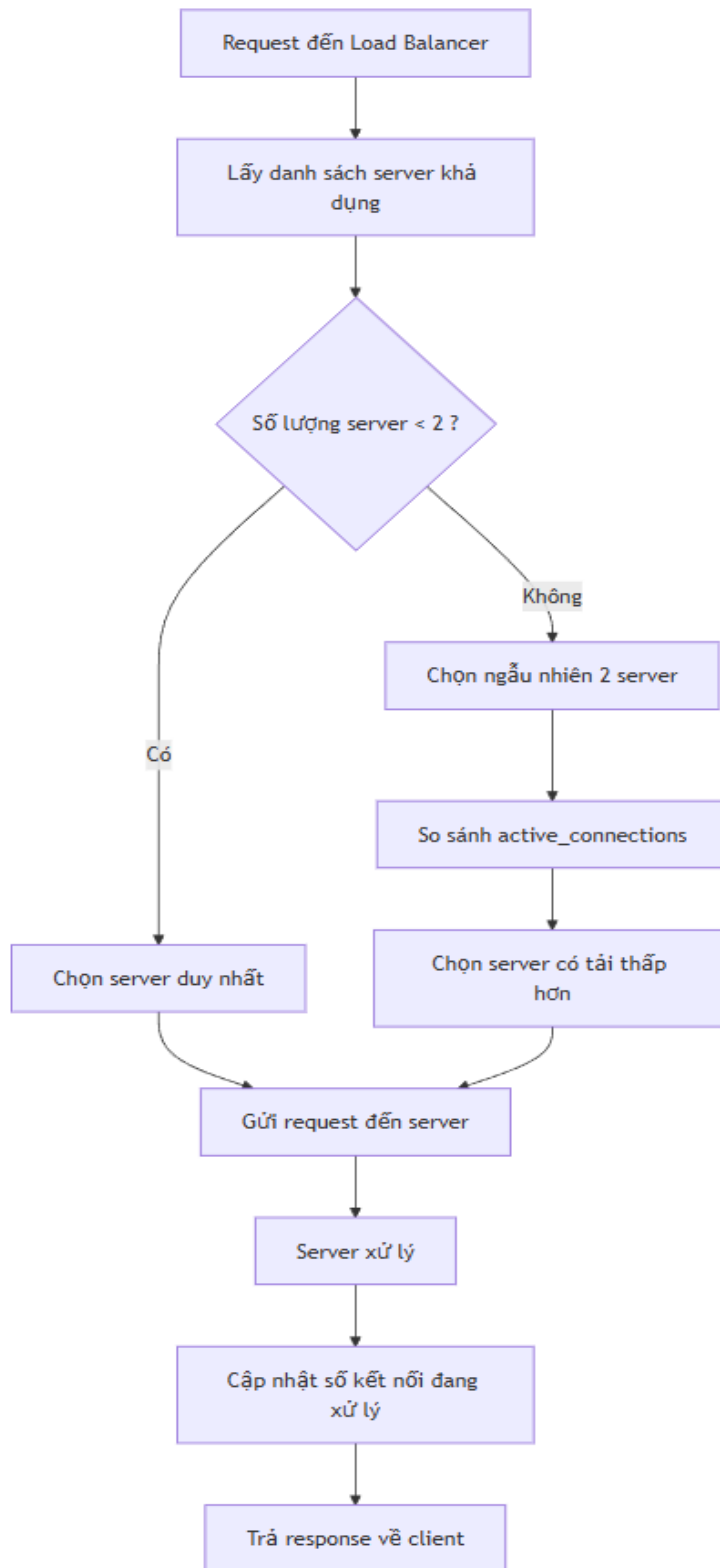 Request đến Load Balancer
Lấy danh sách server khả
dụng
Số lượng server < 2 ?
Không
Chọn ngẫu nhiên 2 server
Có
So sánh active_connections
Chọn server duy nhất
Chọn server có tải thấp
hơn
Gửi request đến server
Server xử lý
Cập nhật số kết nối đang
xử lý
Trả response về client